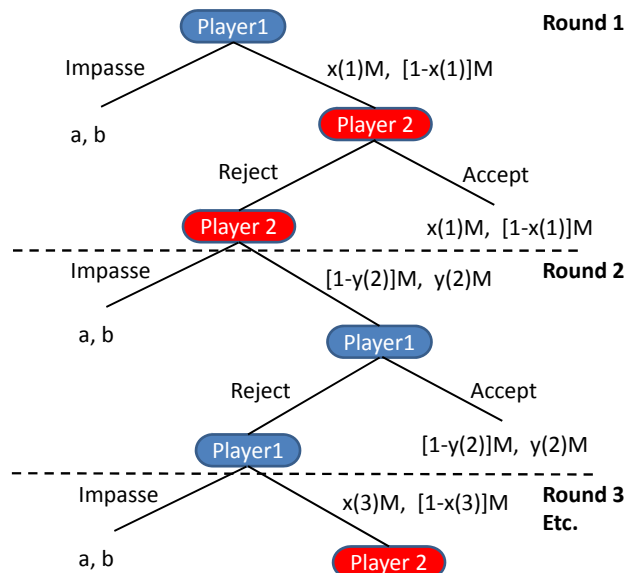 Player1
Round 1
Impasse
x(1)M, [1-x(1)]M
a, b
Player 2
Reject
Accept
Player 2
x(1)M, [1-x(1)]M
Impasse
[1-y(2)]M, y(2)M
Round 2
a, b
Player1
Reject
Accept
Player1
[1-y(2)]M, y(2)M
Impasse
x(3)M, [1-x(3)]M
Round 3
Etc.
a, b
Player 2